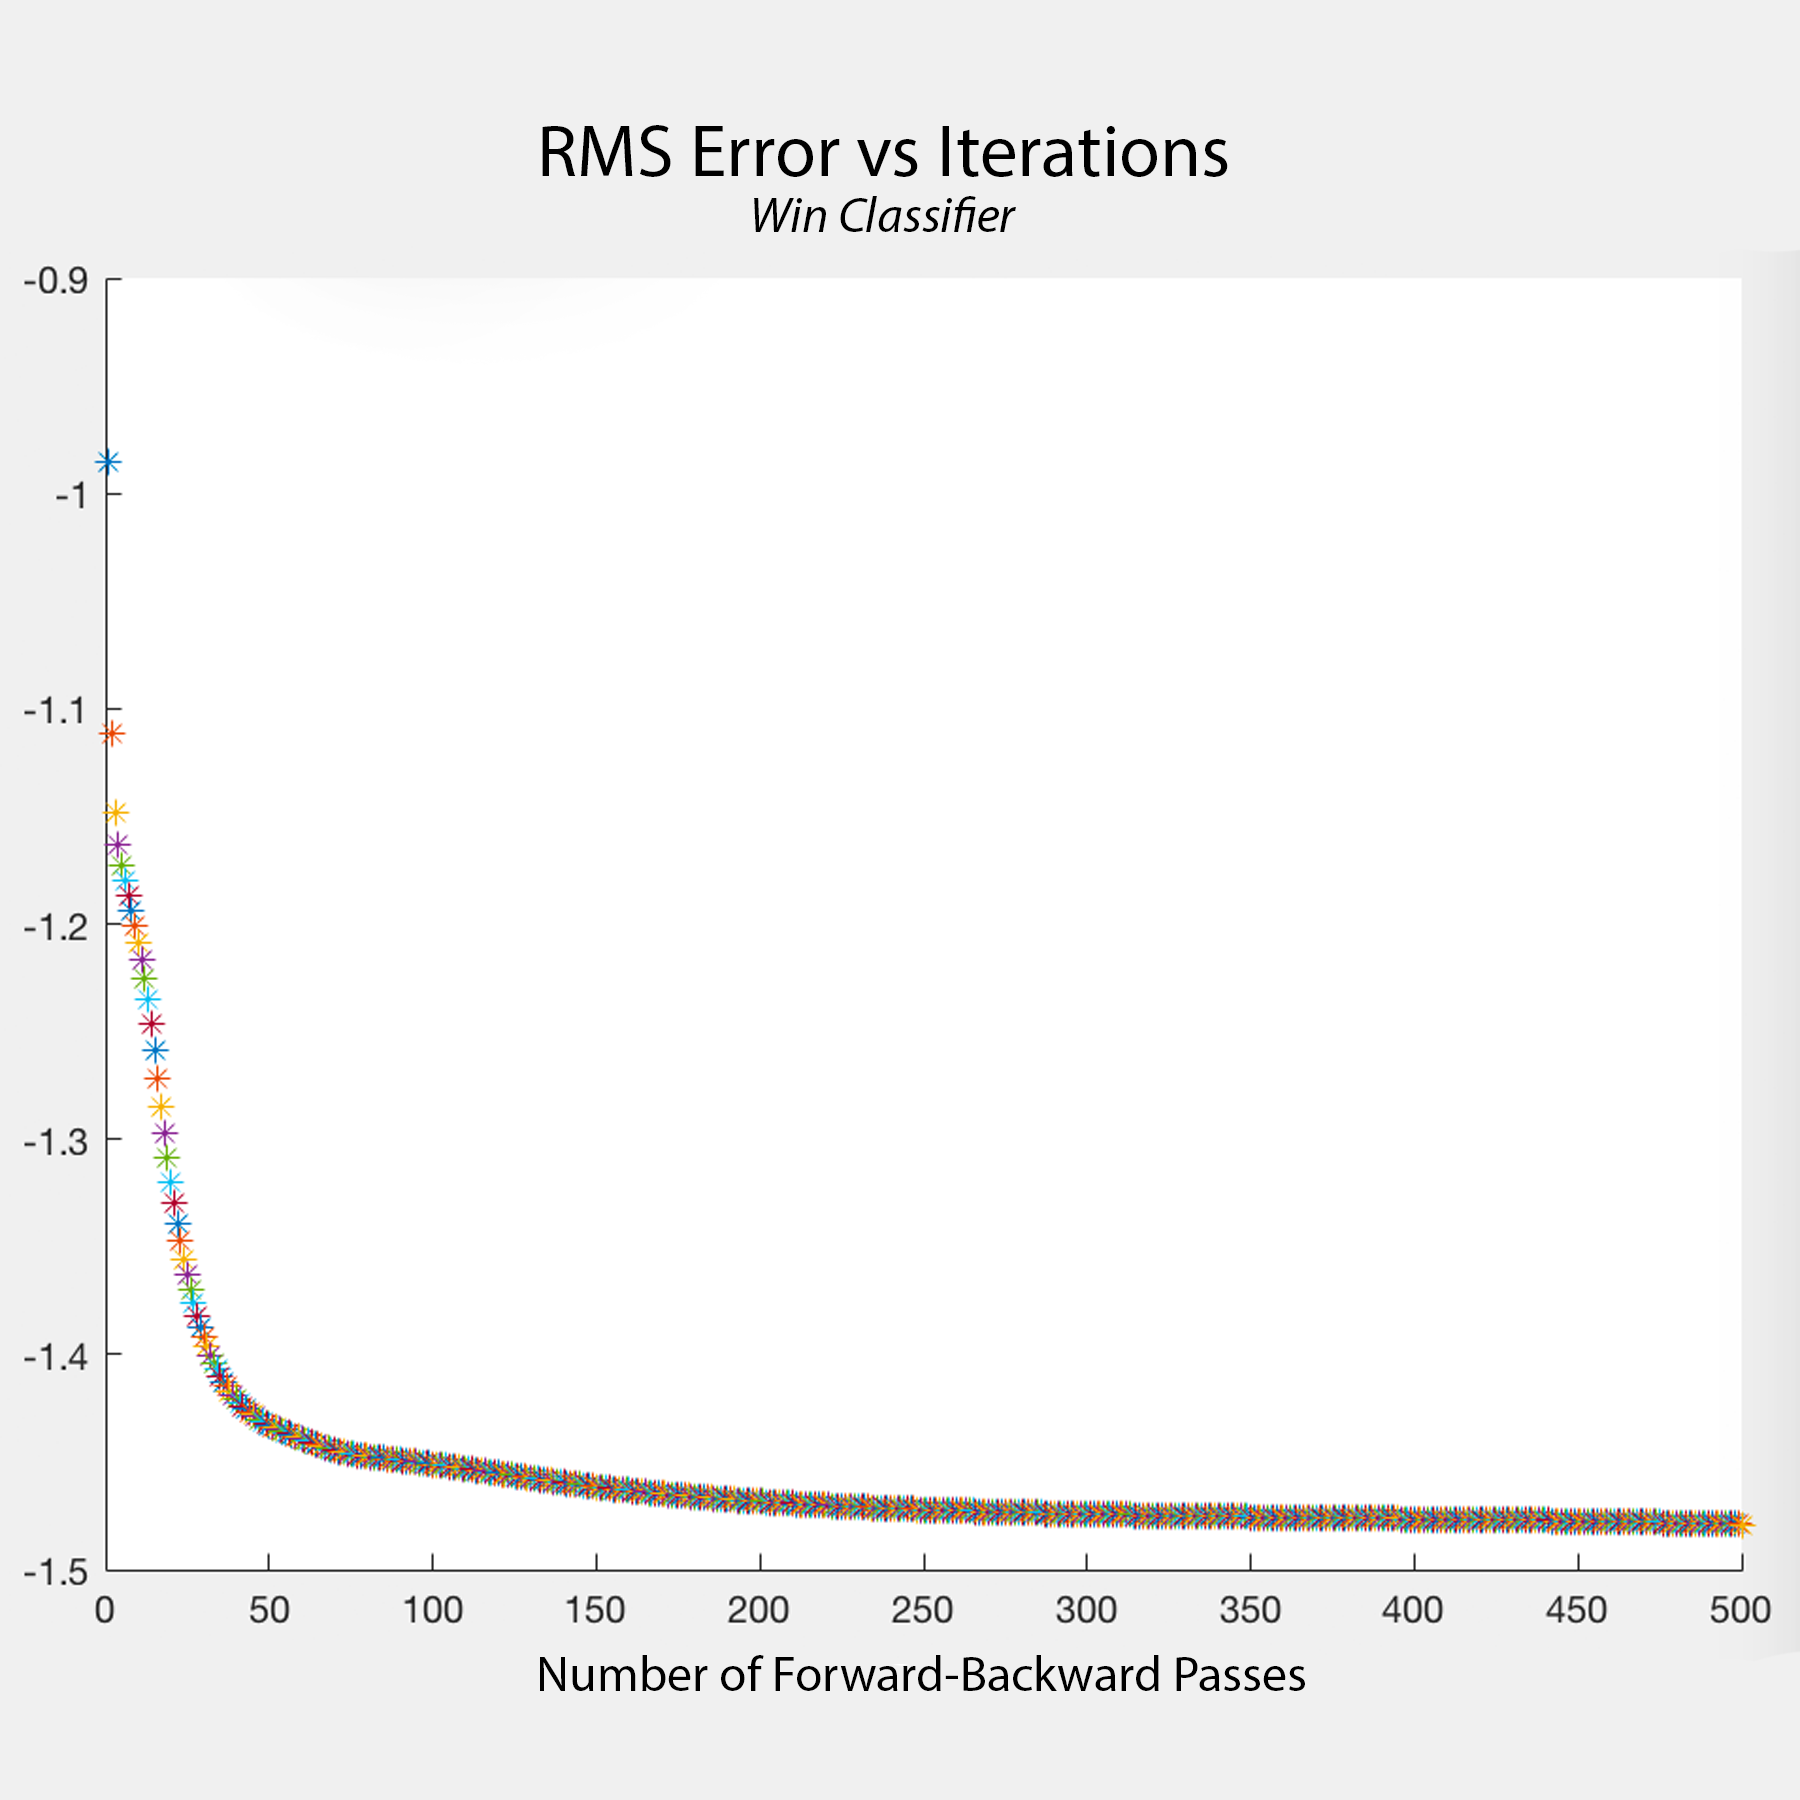 RMS Error vs Iterations
Win Classifier
-0.9
-1
-1.1
-1.2
-1.3
-1.4
-1.5
0 50 100 150 200 250 300 350 400 450 500
Number of Forward-Backward Passes